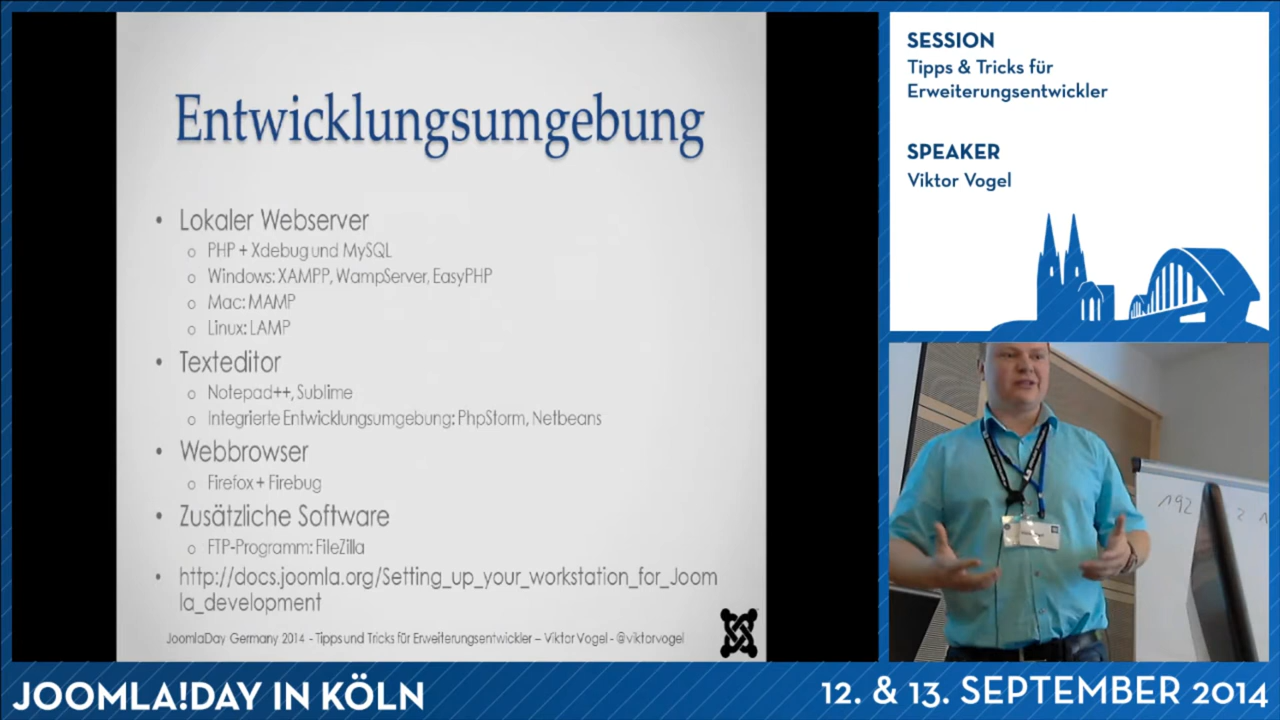 Entwicklungsumgebung
• Lokaler Webserver
o PHP + Xdebug und MySQL
o Windows: XAMPP, WampServer, EasyPHP
o Mac: MAMP
o Linux: LAMP
• Texteditor
o Notepad++, Sublime
o Integrierte Entwicklungsumgebung: PhpStorm, Netbeans
• Webbrowser
o Firefox + Firebug
• Zusätzliche Software
o FTP-Programm: FileZilla
• http://docs.joomla.org/Setting_up_your_workstation_for_Joom
la_development
JoomlaDay Germany 2014 - Tipps und Tricks für Erweiterungsentwickler – Viktor Vogel - @viktorvogel
SESSION
Tipps & Tricks für
Erweiterungsentwickler
SPEAKER
Viktor Vogel
192
JOOMLA!DAY IN KÖLN
12. & 13. SEPTEMBER 2014